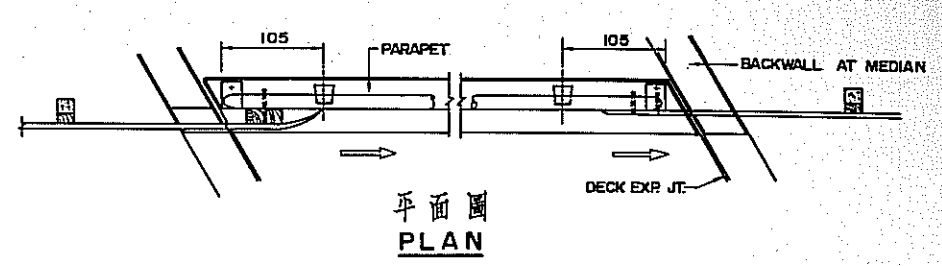 105
105
PARAPET
BACKWALL AT MEDIAN
DECK EXP. JT.
平面圖
PLAN